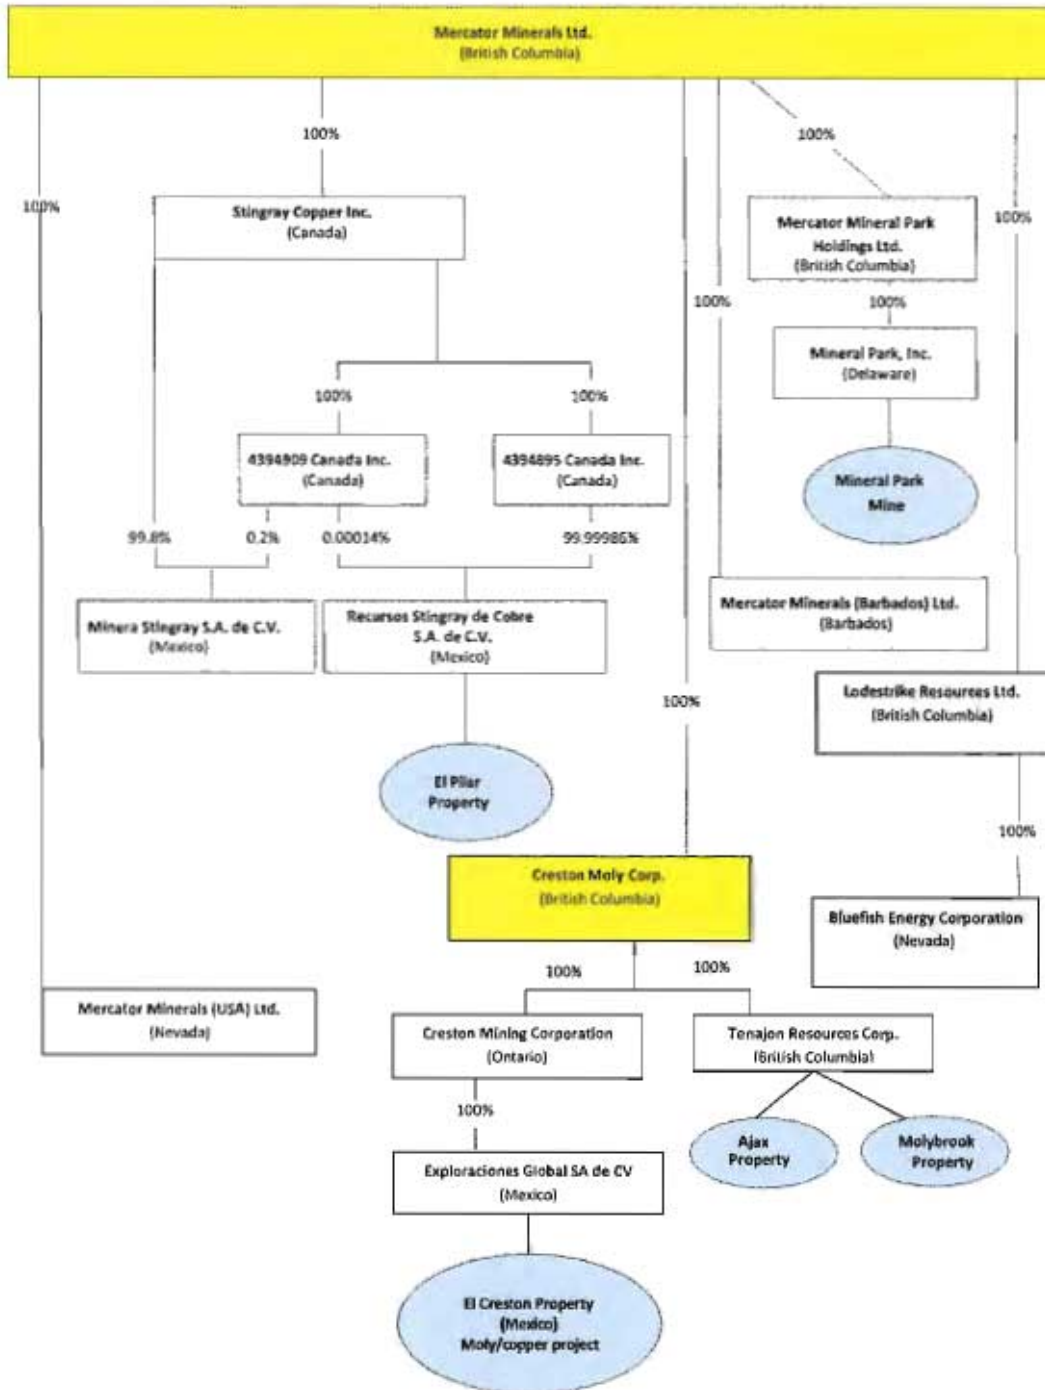 Mercator Minerals Ltd.
(British Columbia)
100%
100%
100%
Stingray Copper Inc.
(Canada)
Mercator Mineral Park
Holdings Ltd.
(British Columbia)
100%
100%
100%
Mineral Park, Inc.
(Delaware)
100%
100%
4394909 Canada Inc.
(Canada)
4394895 Canada Inc.
(Canada)
Mineral Park
Mine
99.8%
0.2%
0.00014%
99.99986%
Mercator Minerals (Barbados) Ltd.
(Barbados)
Minera Stingray S.A. de C.V.
(Mexico)
Recursos Stingray de Cobre
S.A. de C.V.
(Mexico)
100%
Lodestrike Resources Ltd.
(British Columbia)
El Pilar
Property
100%
Creston Moly Corp.
(British Columbia)
Bluefish Energy Corporation
(Nevada)
100%
100%
Mercator Minerals (USA) Ltd.
(Nevada)
Creston Mining Corporation
(Ontario)
Tenajon Resources Corp.
(British Columbia)
100%
Ajax
Property
Molybrook
Property
Exploraciones Global SA de CV
(Mexico)
El Creston Property
(Mexico)
Moly/copper project